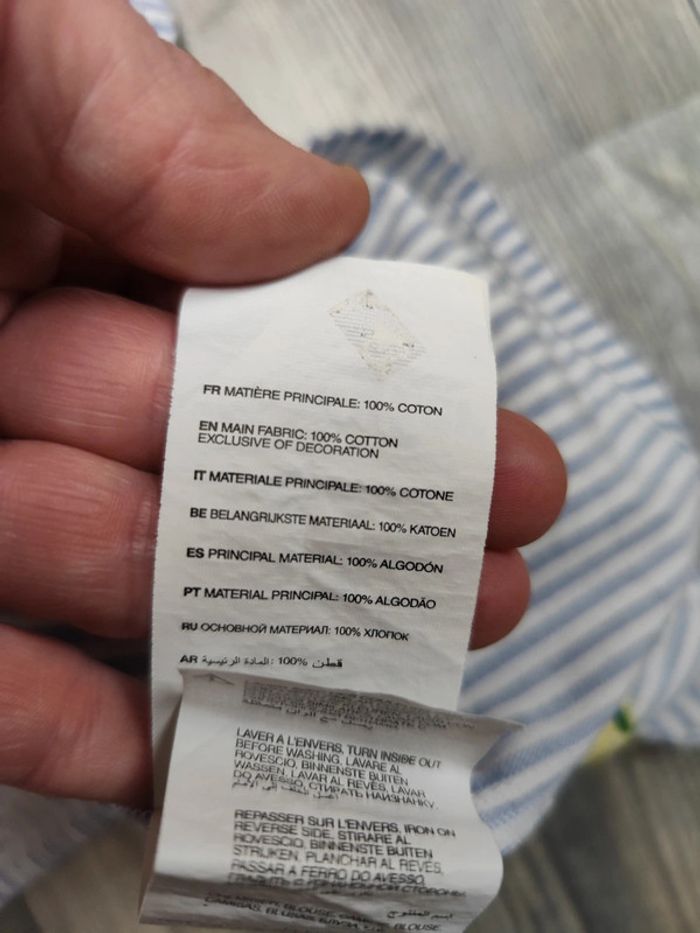 FR MATIÈRE PRINCIPALE: 100% COTON
EN MAIN FABRIC: 100% COTTON
EXCLUSIVE OF DECORATION
IT MATERIALE PRINCIPALE: 100% COTONE
BE BELANGRIJKSTE MATERIAAL: 100% KATOEN
ES PRINCIPAL MATERIAL: 100% ALGODÓN
PT MATERIAL PRINCIPAL: 100% ALGODÃO
RU ОСНОВНОЙ МАТЕРИАЛ: 100% ХЛОПОК
AR قطن %100 :المادة الرئيسية
LAVER A L'ENVERS, TURN INSIDE OUT
BEFORE WASHING, LAVARE AL
ROVESCIO, BINNENSTE BUITEN
WASSEN, LAVAR AL REVÉS, LAVAR
DO AVESSO, СТИРАТЬ НАИЗНАНКУ,
REPASSER SUR L'ENVERS, IRON ON
REVERSE SIDE, STIRARE AL
ROVESCIO, BINNENSTE BUITEN
STRIJKEN, PLANCHAR AL REVÉS,
PASSAR A FERRO DO AVESSO,
BLOUSE